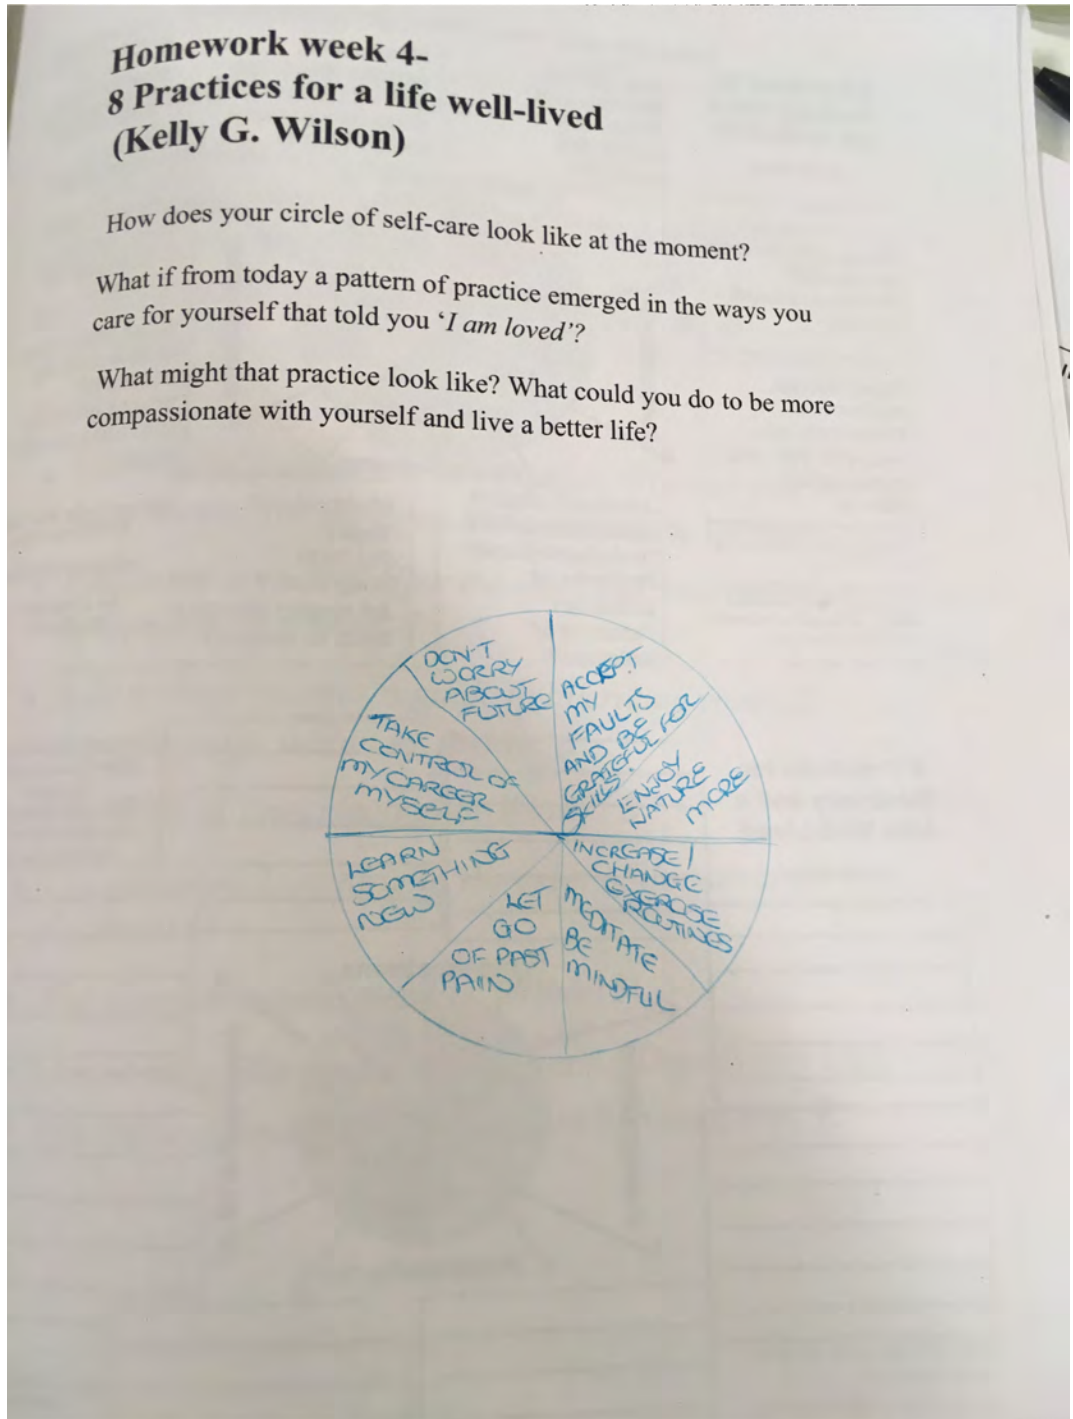 Homework week 4-
8 Practices for a life well-lived
(Kelly G. Wilson)
How does your circle of self-care look like at the moment?
What if from today a pattern of practice emerged in the ways you
care for yourself that told you ‘I am loved’?
What might that practice look like? What could you do to be more
compassionate with yourself and live a better life?
DON'T
WORRY
ABOUT
FUTURE
ACCEPT
MY
FAULTS
AND BE
GRATEFUL FOR
SKILLS.
ENJOY
NATURE
MORE
INCREASE /
CHANGE
EXERCISE
ROUTINES
MEDITATE
BE
MINDFUL
LET
GO
OF PAST
PAIN
LEARN
SOMETHING
NEW
TAKE
CONTROL OF
MY CAREER
MYSELF